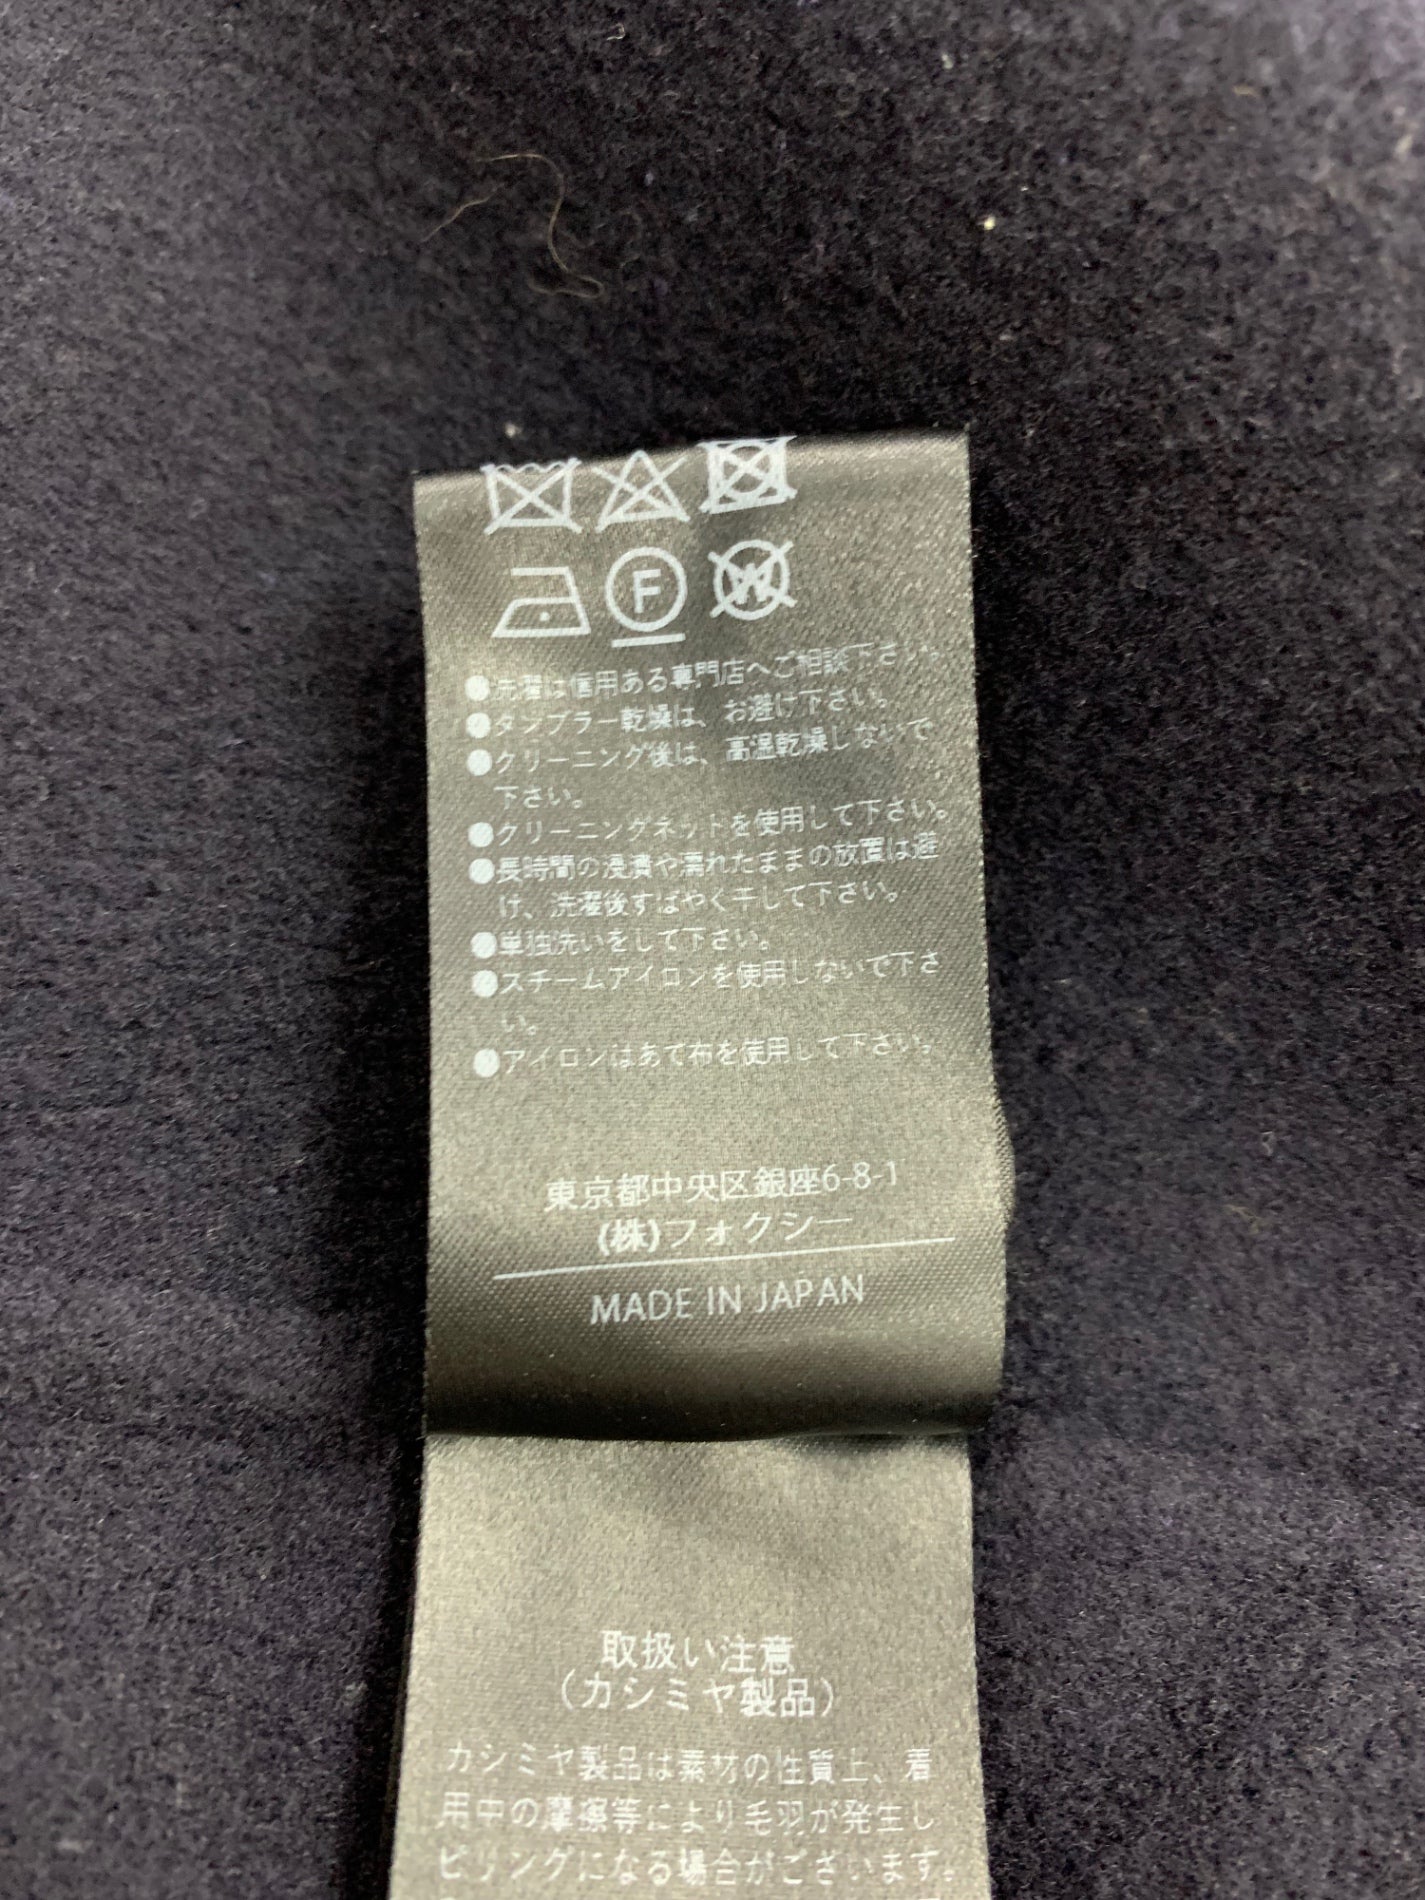 F W
●洗濯は信用ある専門店へご相談下さい。
●タンブラー乾燥は、お避け下さい。
●クリーニング後は、高温乾燥しないで
下さい。
●クリーニングネットを使用して下さい。
●長時間の浸漬や濡れたままの放置は避
け、洗濯後すばやく干して下さい。
●単独洗いをして下さい。
●スチームアイロンを使用しないで下さ
い。
●アイロンはあて布を使用して下さい。
東京都中央区銀座6-8-1
(株)フォクシー
MADE IN JAPAN
取扱い注意
（カシミヤ製品）
カシミヤ製品は素材の性質上、着
用中の摩擦等により毛羽が発生し
ピリングになる場合がございます。